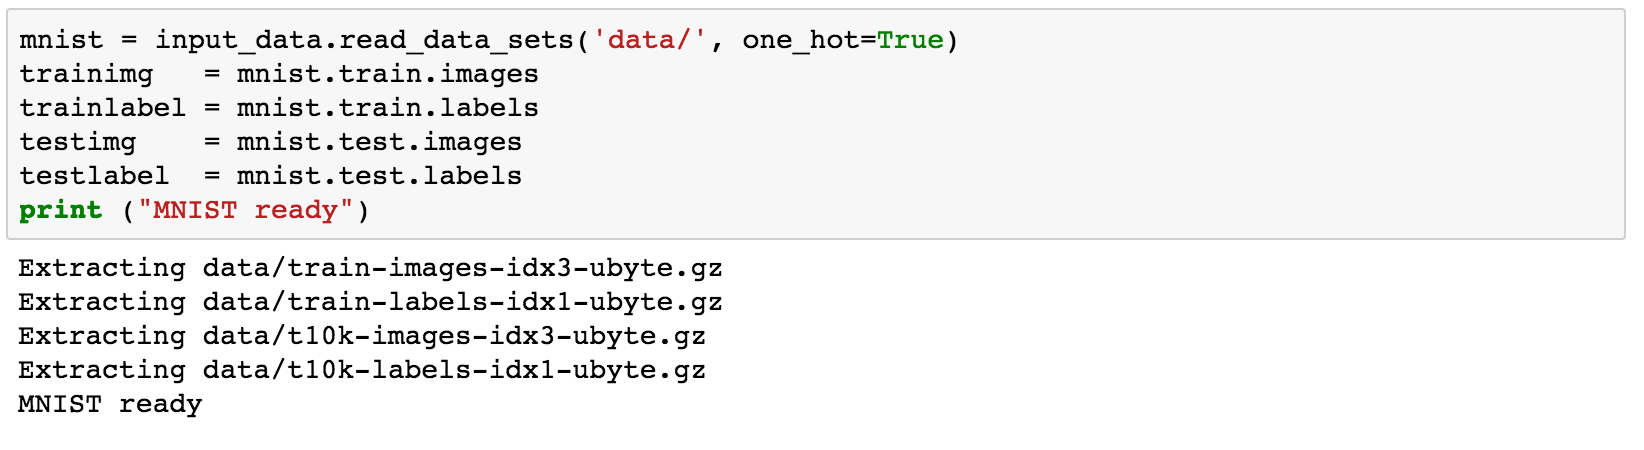 mnist = input_data.read_data_sets('data/', one_hot=True)
trainimg   = mnist.train.images
trainlabel = mnist.train.labels
testimg    = mnist.test.images
testlabel  = mnist.test.labels
print ("MNIST ready")
Extracting data/train-images-idx3-ubyte.gz
Extracting data/train-labels-idx1-ubyte.gz
Extracting data/t10k-images-idx3-ubyte.gz
Extracting data/t10k-labels-idx1-ubyte.gz
MNIST ready